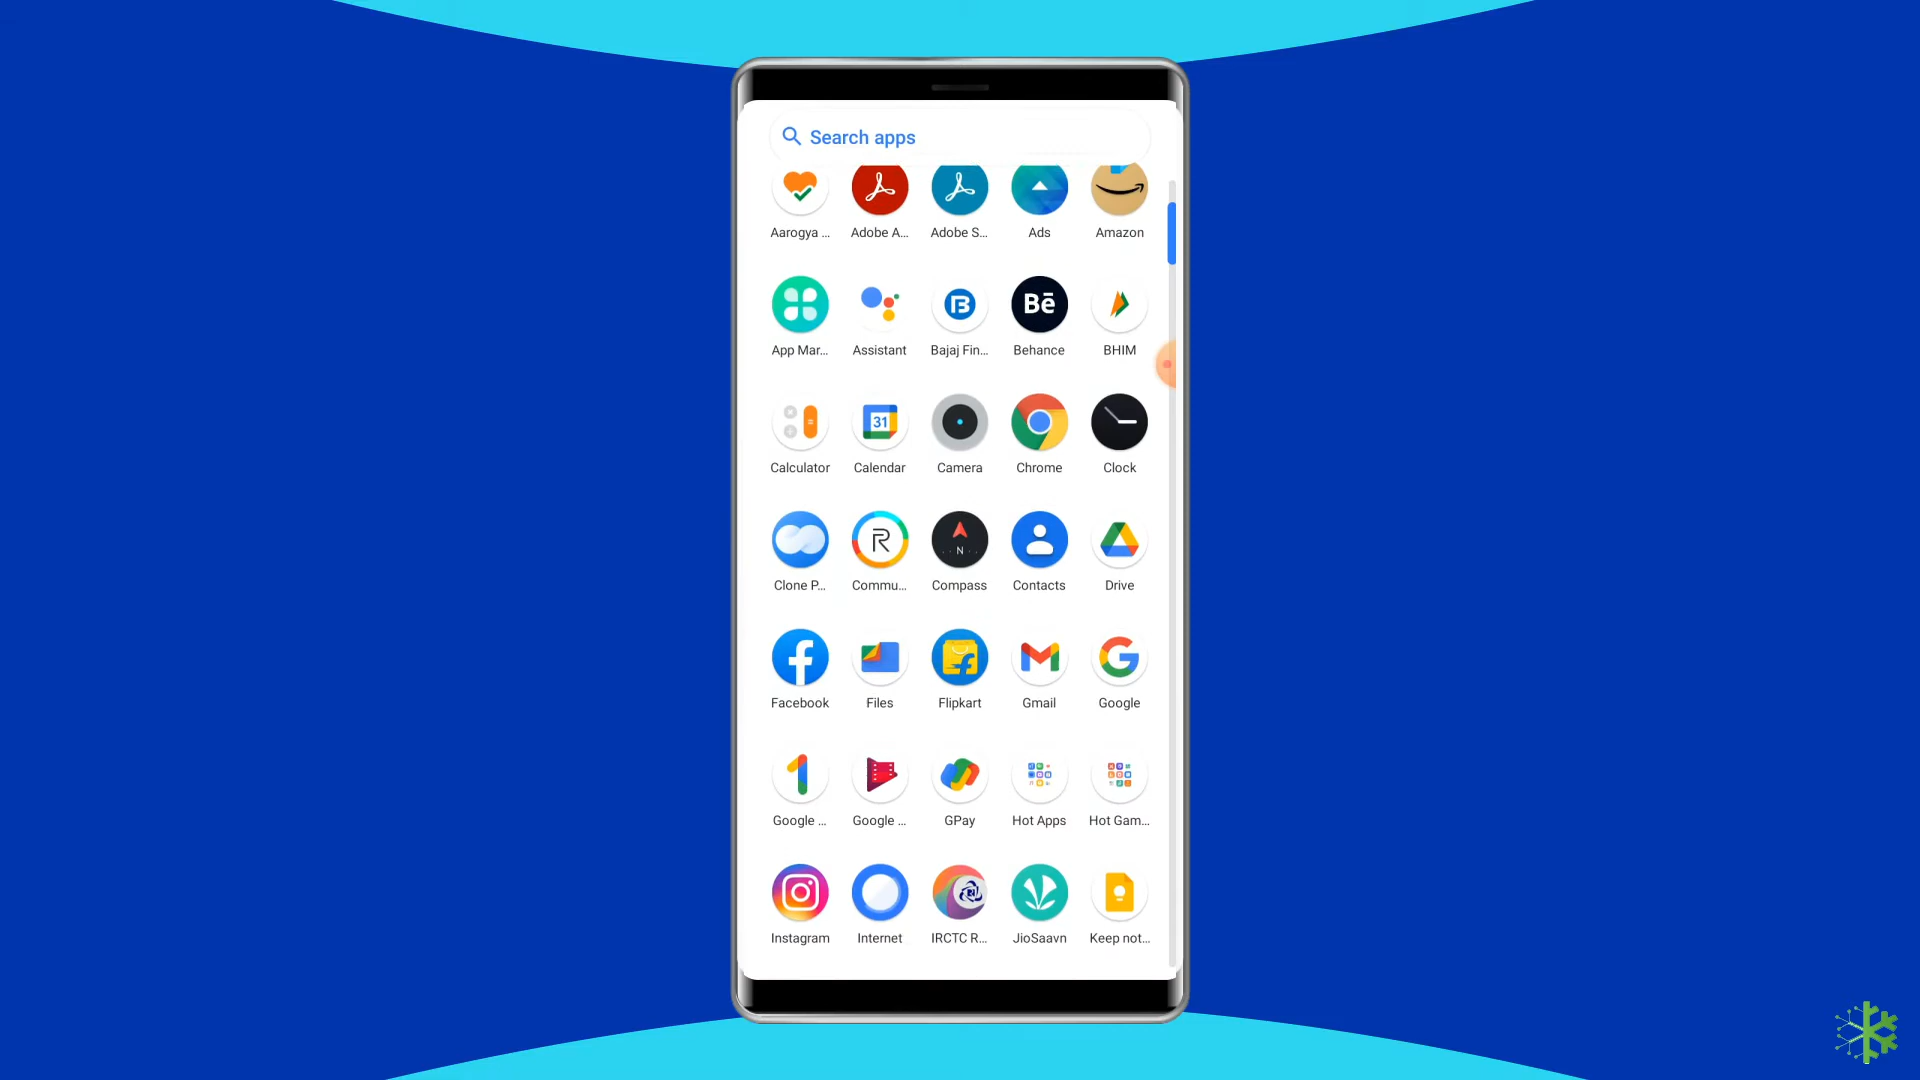 Search apps
Aarogya ... Adobe A... Adobe S... Ads Amazon
Bē
App Mar... Assistant Bajaj Fin... Behance BHIM
31
Calculator Calendar Camera Chrome Clock
R N
Clone P... Commu... Compass Contacts Drive
Facebook Files Flipkart Gmail Google
Google ... Google ... GPay Hot Apps Hot Gam...
Instagram Internet IRCTC R... JioSaavn Keep not...